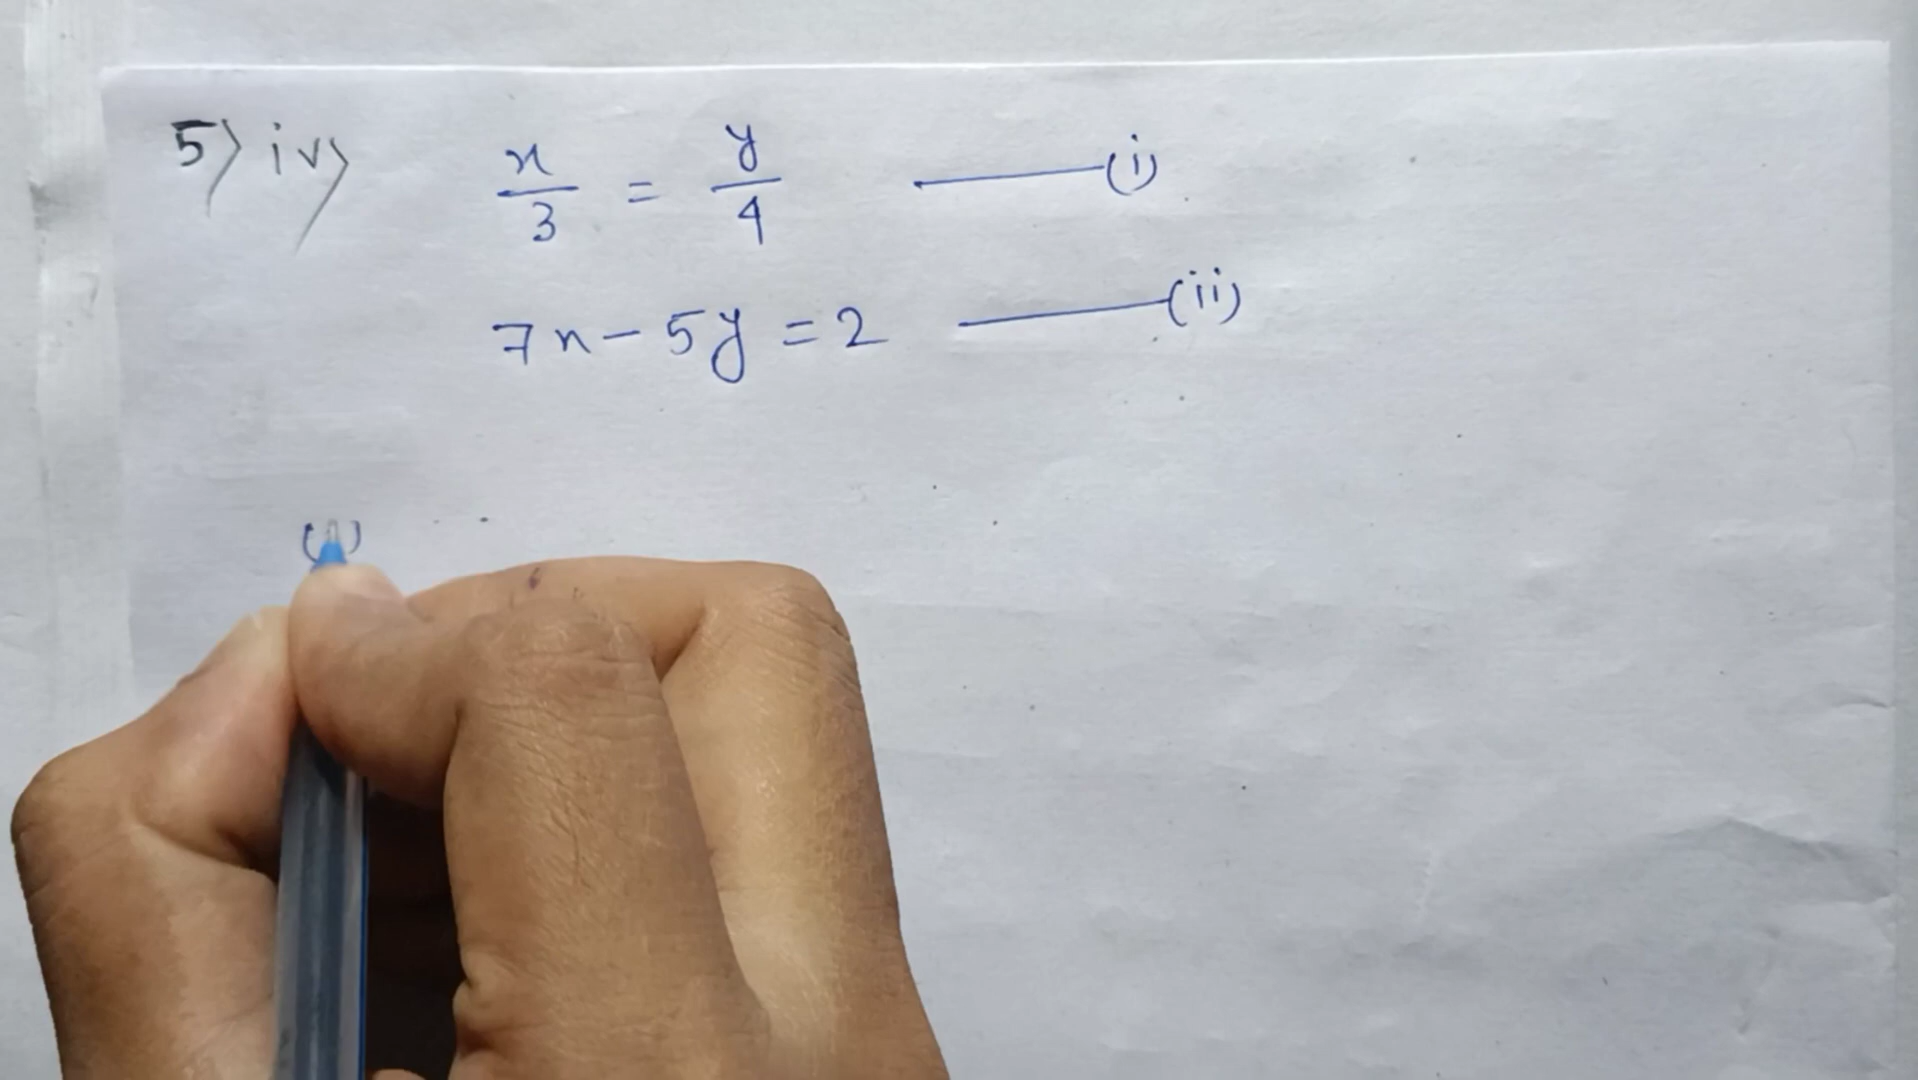 5) iv) x/3 = y/4 ——— (i)
7x - 5y = 2 ——— (ii)
( )